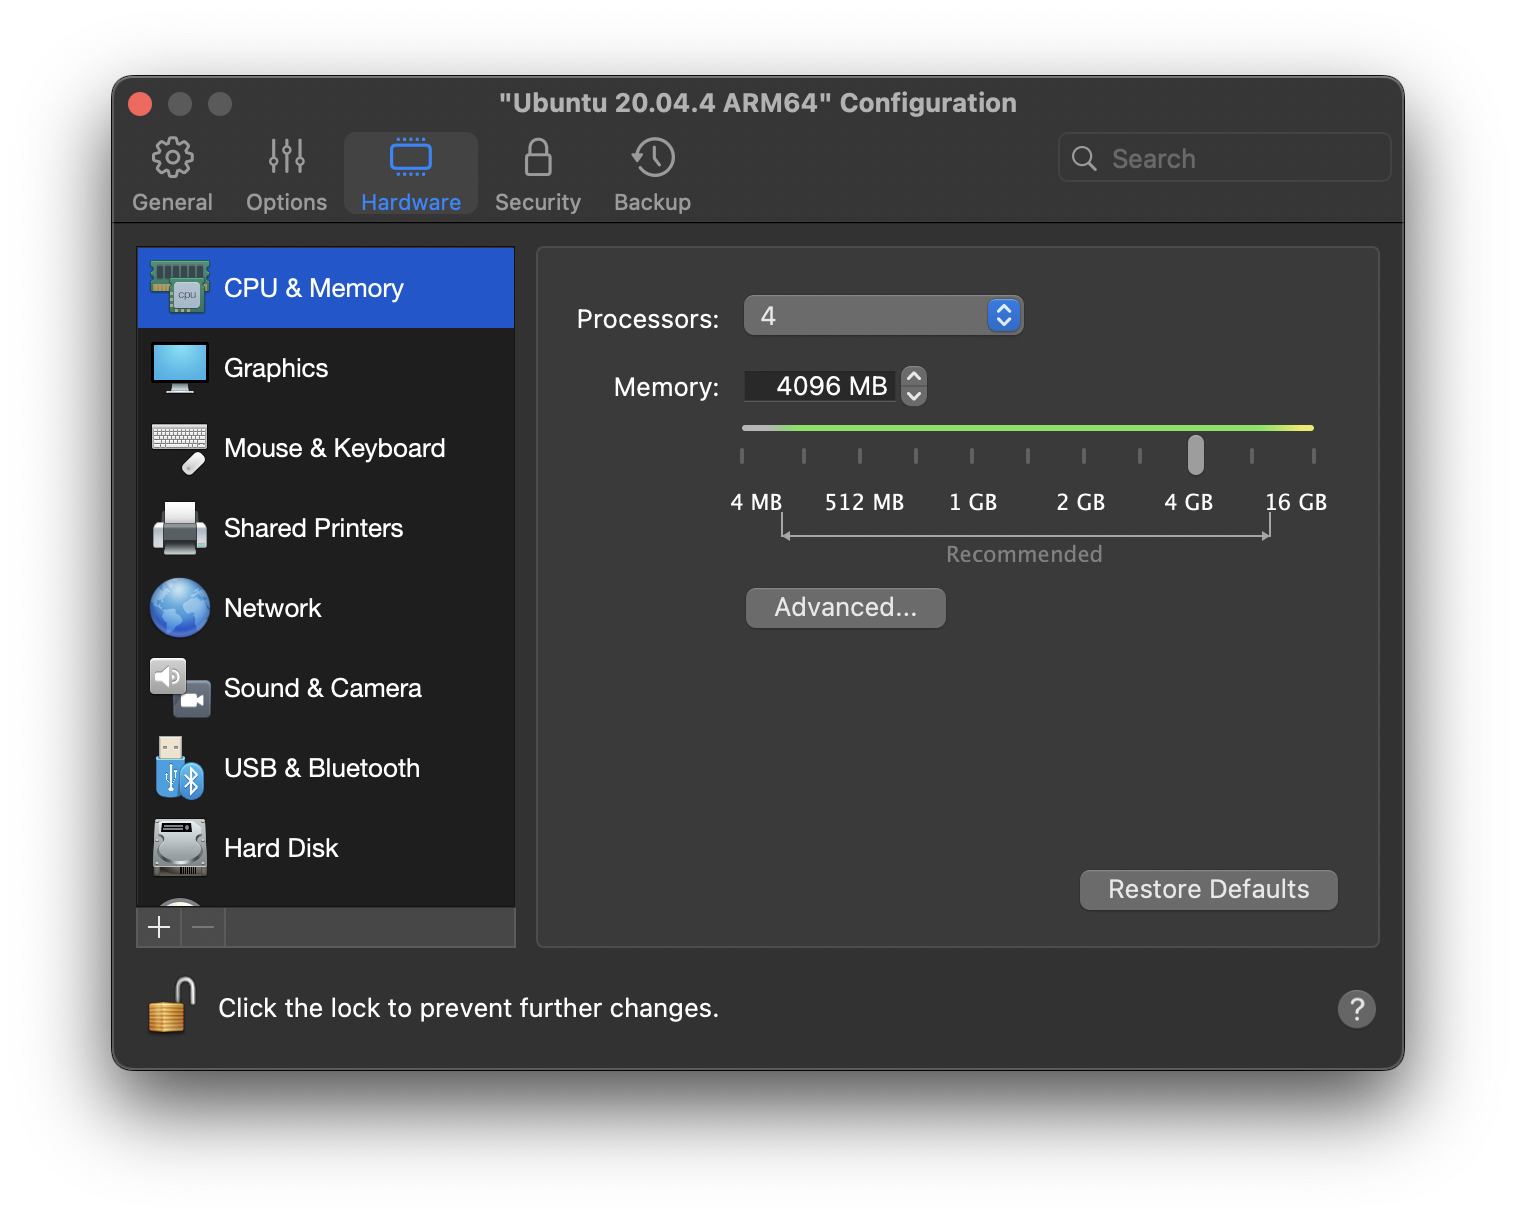 "Ubuntu 20.04.4 ARM64" Configuration
General
Options
Hardware
Security
Backup
Search
cpu
CPU & Memory
Graphics
Mouse & Keyboard
Shared Printers
Network
Sound & Camera
USB & Bluetooth
Hard Disk
Processors: 4
Memory: 4096 MB
4 MB 512 MB 1 GB 2 GB 4 GB 16 GB
Recommended
Advanced...
Restore Defaults
Click the lock to prevent further changes.
?